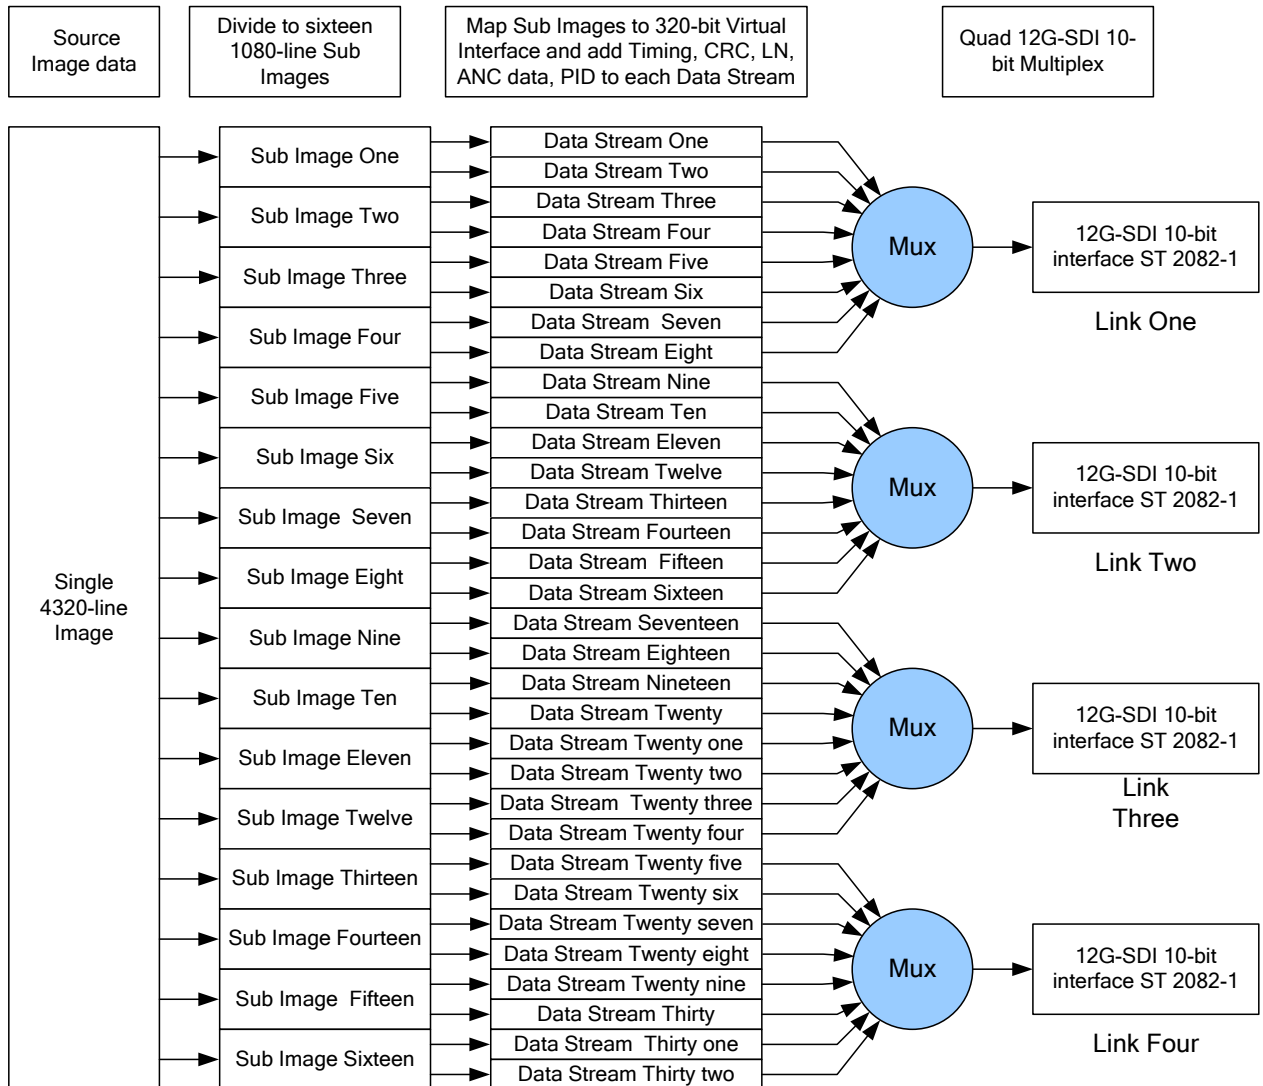 Source
Image data
Divide to sixteen
1080-line Sub
Images
Map Sub Images to 320-bit Virtual
Interface and add Timing, CRC, LN,
ANC data, PID to each Data Stream
Quad 12G-SDI 10-
bit Multiplex
Single
4320-line
Image
Sub Image One
Sub Image Two
Sub Image Three
Sub Image Four
Sub Image Five
Sub Image Six
Sub Image Seven
Sub Image Eight
Sub Image Nine
Sub Image Ten
Sub Image Eleven
Sub Image Twelve
Sub Image Thirteen
Sub Image Fourteen
Sub Image Fifteen
Sub Image Sixteen
Data Stream One
Data Stream Two
Data Stream Three
Data Stream Four
Data Stream Five
Data Stream Six
Data Stream Seven
Data Stream Eight
Data Stream Nine
Data Stream Ten
Data Stream Eleven
Data Stream Twelve
Data Stream Thirteen
Data Stream Fourteen
Data Stream Fifteen
Data Stream Sixteen
Data Stream Seventeen
Data Stream Eighteen
Data Stream Nineteen
Data Stream Twenty
Data Stream Twenty one
Data Stream Twenty two
Data Stream Twenty three
Data Stream Twenty four
Data Stream Twenty five
Data Stream Twenty six
Data Stream Twenty seven
Data Stream Twenty eight
Data Stream Twenty nine
Data Stream Thirty
Data Stream Thirty one
Data Stream Thirty two
Mux
12G-SDI 10-bit
interface ST 2082-1
Link One
Mux
12G-SDI 10-bit
interface ST 2082-1
Link Two
Mux
12G-SDI 10-bit
interface ST 2082-1
Link
Three
Mux
12G-SDI 10-bit
interface ST 2082-1
Link Four